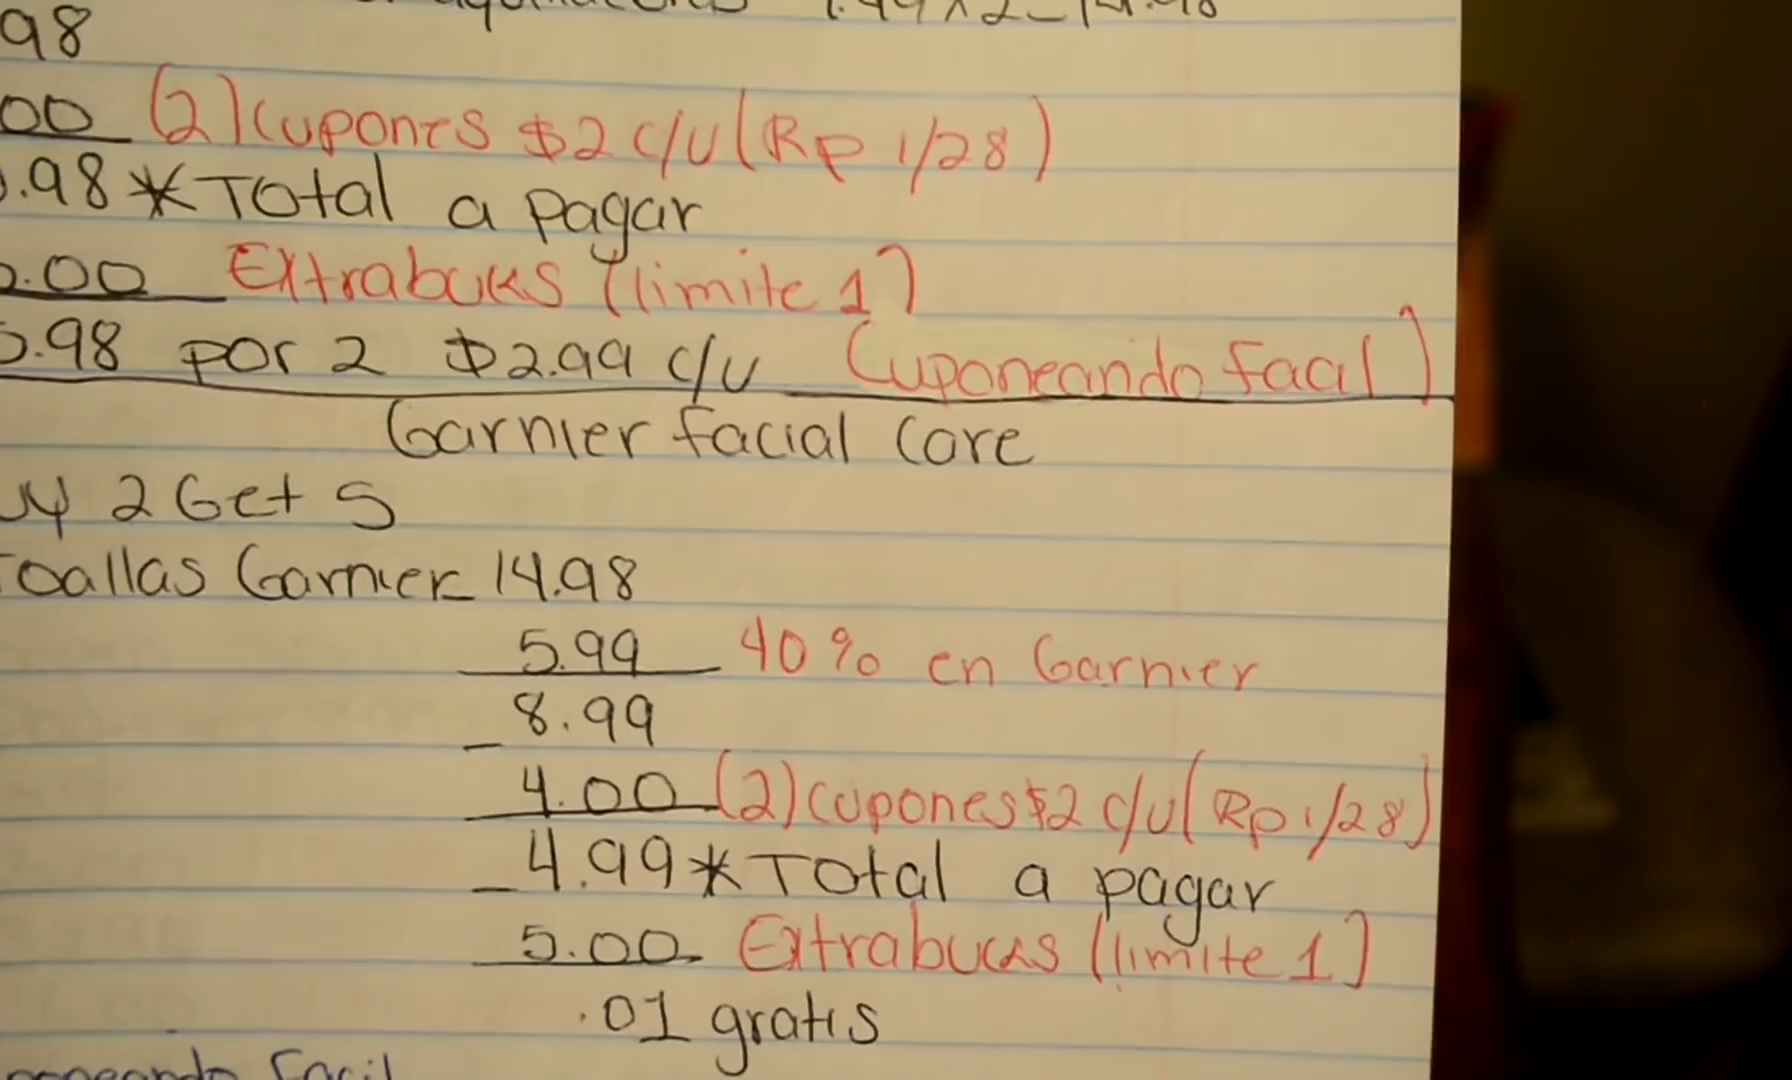 98
00 (2) Cupones $2 c/u (Rp 1/28)
.98 * Total a pagar
.00 Extrabucks (limite 1)
.98 por 2 $2.99 c/u (Cuponeando Facil)
Garnier Facial Care
2 Get 5
Toallas Garnier 14.98
5.99 40% en Garnier
8.99
- 4.00 (2) Cupones $2 c/u (Rp 1/28)
4.99 * Total a pagar
- 5.00 Extrabucks (limite 1)
.01 gratis
Facil